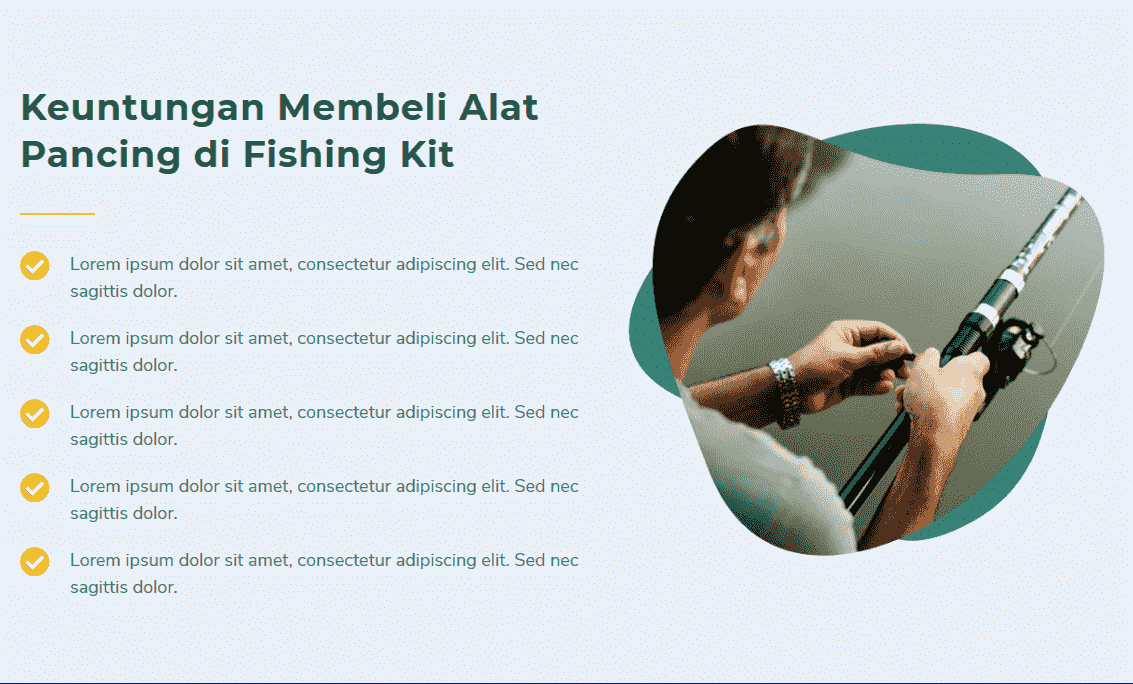 Keuntungan Membeli Alat
Pancing di Fishing Kit
Lorem ipsum dolor sit amet, consectetur adipiscing elit. Sed nec
sagittis dolor.
Lorem ipsum dolor sit amet, consectetur adipiscing elit. Sed nec
sagittis dolor.
Lorem ipsum dolor sit amet, consectetur adipiscing elit. Sed nec
sagittis dolor.
Lorem ipsum dolor sit amet, consectetur adipiscing elit. Sed nec
sagittis dolor.
Lorem ipsum dolor sit amet, consectetur adipiscing elit. Sed nec
sagittis dolor.